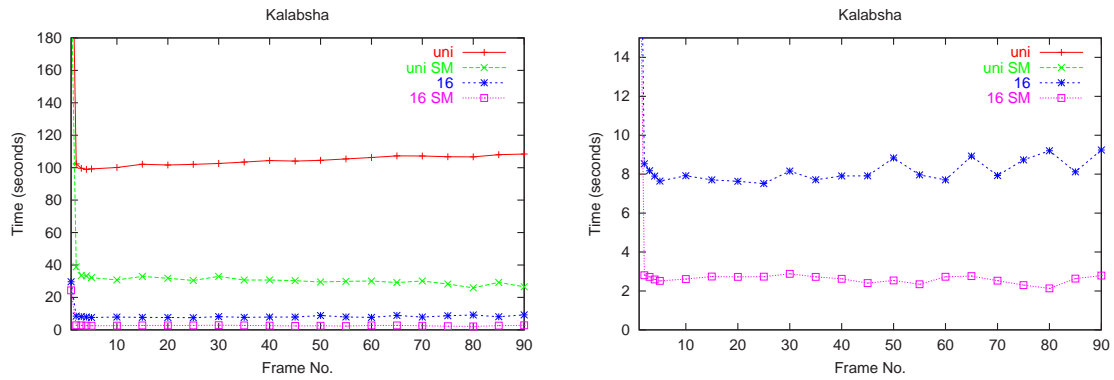 Kalabsha
180
160
140
120
100
80
60
40
20
0
Time (seconds)
uni
uni SM
16
16 SM
10 20 30 40 50 60 70 80 90
Frame No.
Kalabsha
14
12
10
8
6
4
2
0
Time (seconds)
uni
uni SM
16
16 SM
10 20 30 40 50 60 70 80 90
Frame No.